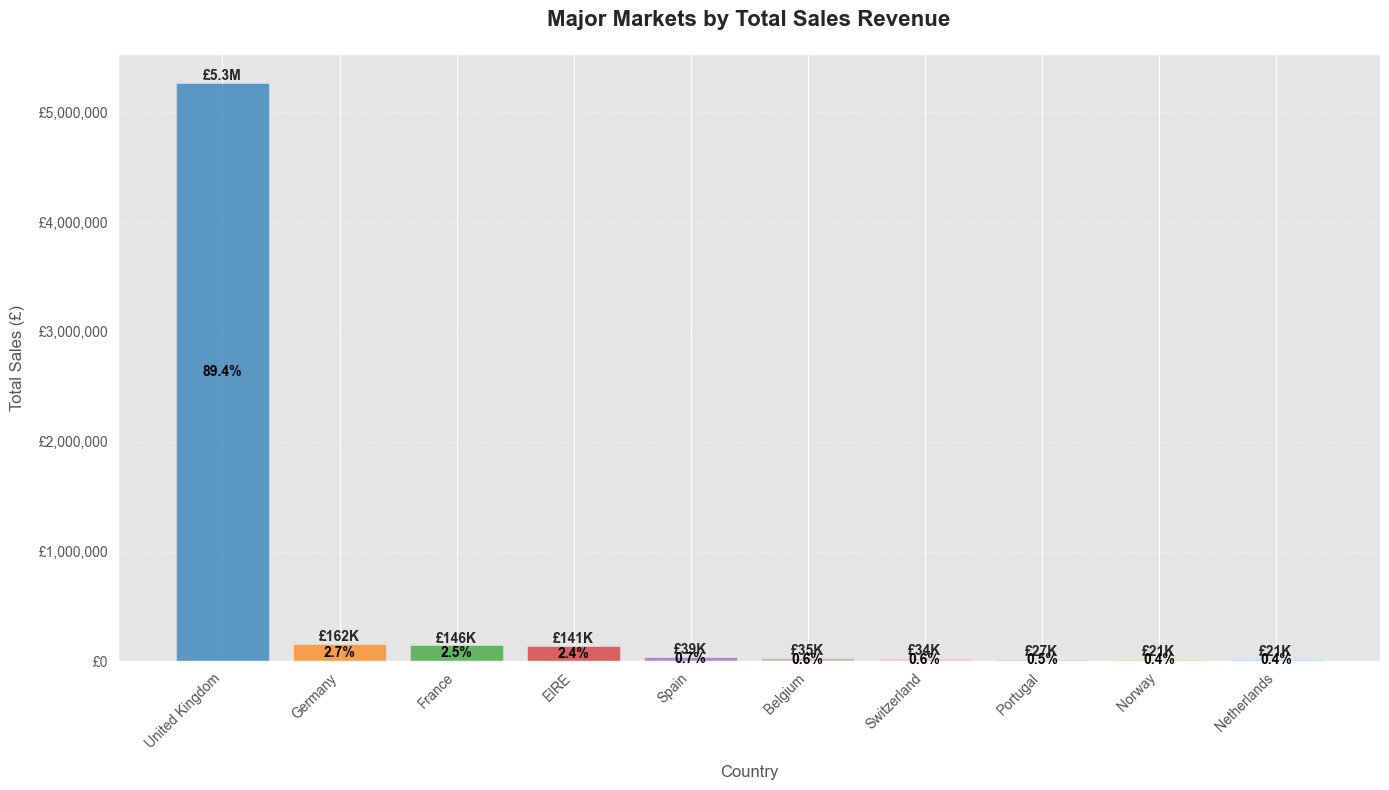 Major Markets by Total Sales Revenue
Total Sales (£)
£5,000,000
£4,000,000
£3,000,000
£2,000,000
£1,000,000
£0
£5.3M
89.4%
£162K
2.7%
£146K
2.5%
£141K
2.4%
£39K
0.7%
£35K
0.6%
£34K
0.6%
£27K
0.5%
£21K
0.4%
£21K
0.4%
United Kingdom
Germany
France
EIRE
Spain
Belgium
Switzerland
Portugal
Norway
Netherlands
Country